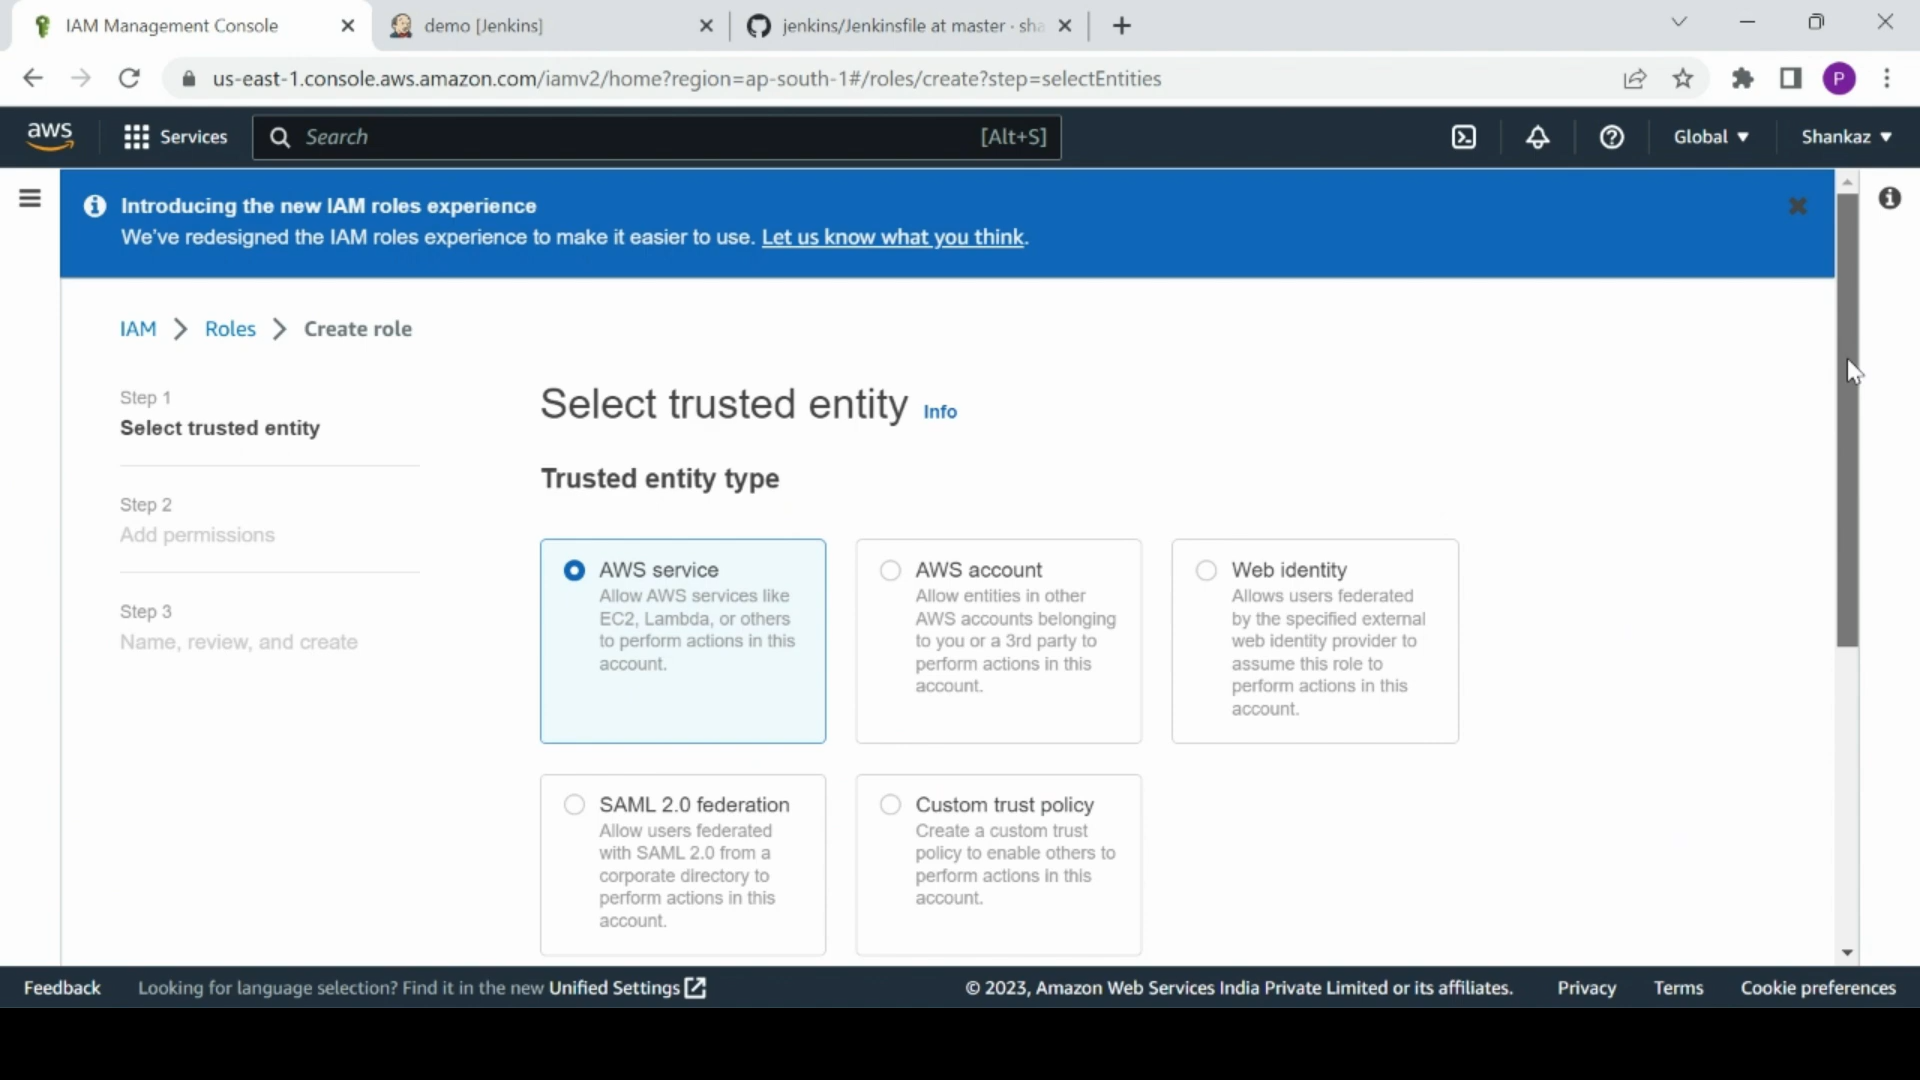 IAM Management Console
demo [Jenkins]
jenkins/Jenkinsfile at master · sha
us-east-1.console.aws.amazon.com/iamv2/home?region=ap-south-1#/roles/create?step=selectEntities
P
aws
Services
Search
[Alt+S]
Global
Shankaz
Introducing the new IAM roles experience
We've redesigned the IAM roles experience to make it easier to use. Let us know what you think.
IAM
Roles
Create role
Step 1
Select trusted entity
Step 2
Add permissions
Step 3
Name, review, and create
Select trusted entity Info
Trusted entity type
AWS service
Allow AWS services like
EC2, Lambda, or others
to perform actions in this
account.
AWS account
Allow entities in other
AWS accounts belonging
to you or a 3rd party to
perform actions in this
account.
Web identity
Allows users federated
by the specified external
web identity provider to
assume this role to
perform actions in this
account.
SAML 2.0 federation
Allow users federated
with SAML 2.0 from a
corporate directory to
perform actions in this
account.
Custom trust policy
Create a custom trust
policy to enable others to
perform actions in this
account.
Feedback
Looking for language selection? Find it in the new Unified Settings
© 2023, Amazon Web Services India Private Limited or its affiliates.
Privacy
Terms
Cookie preferences